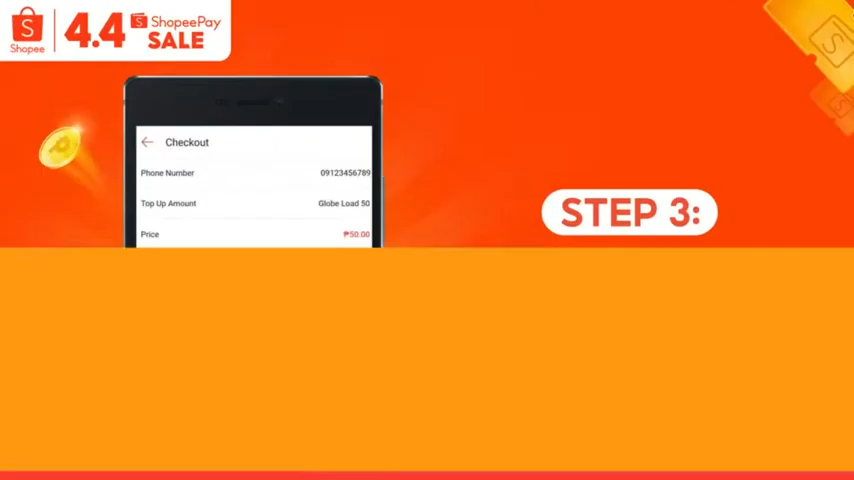 4.4 ShopeePay
SALE
Shopee
Checkout
Phone Number 09123456789
Top Up Amount Globe Load 50
Price ₱50.00
STEP 3: